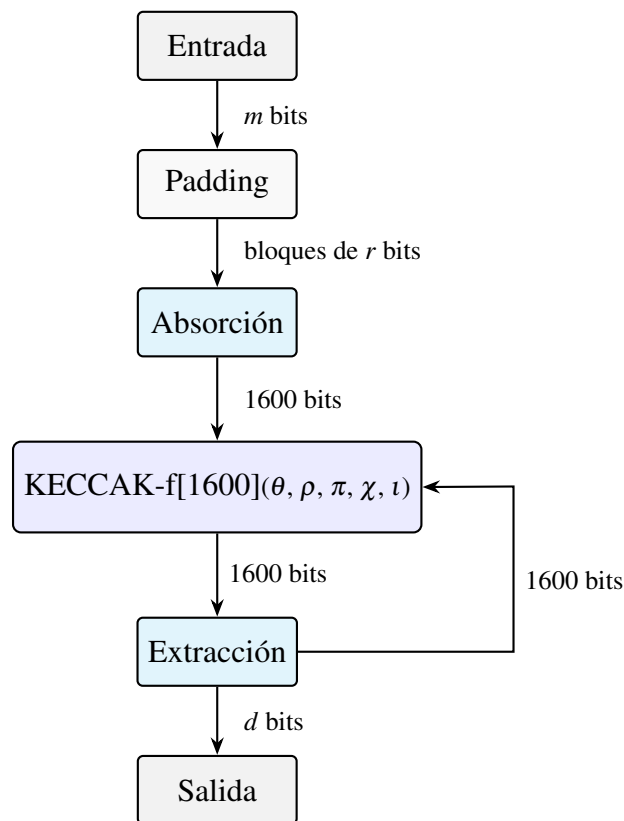 Entrada
m bits
Padding
bloques de r bits
Absorción
1600 bits
KECCAK-f[1600](θ, ρ, π, χ, ι)
1600 bits
1600 bits
Extracción
d bits
Salida